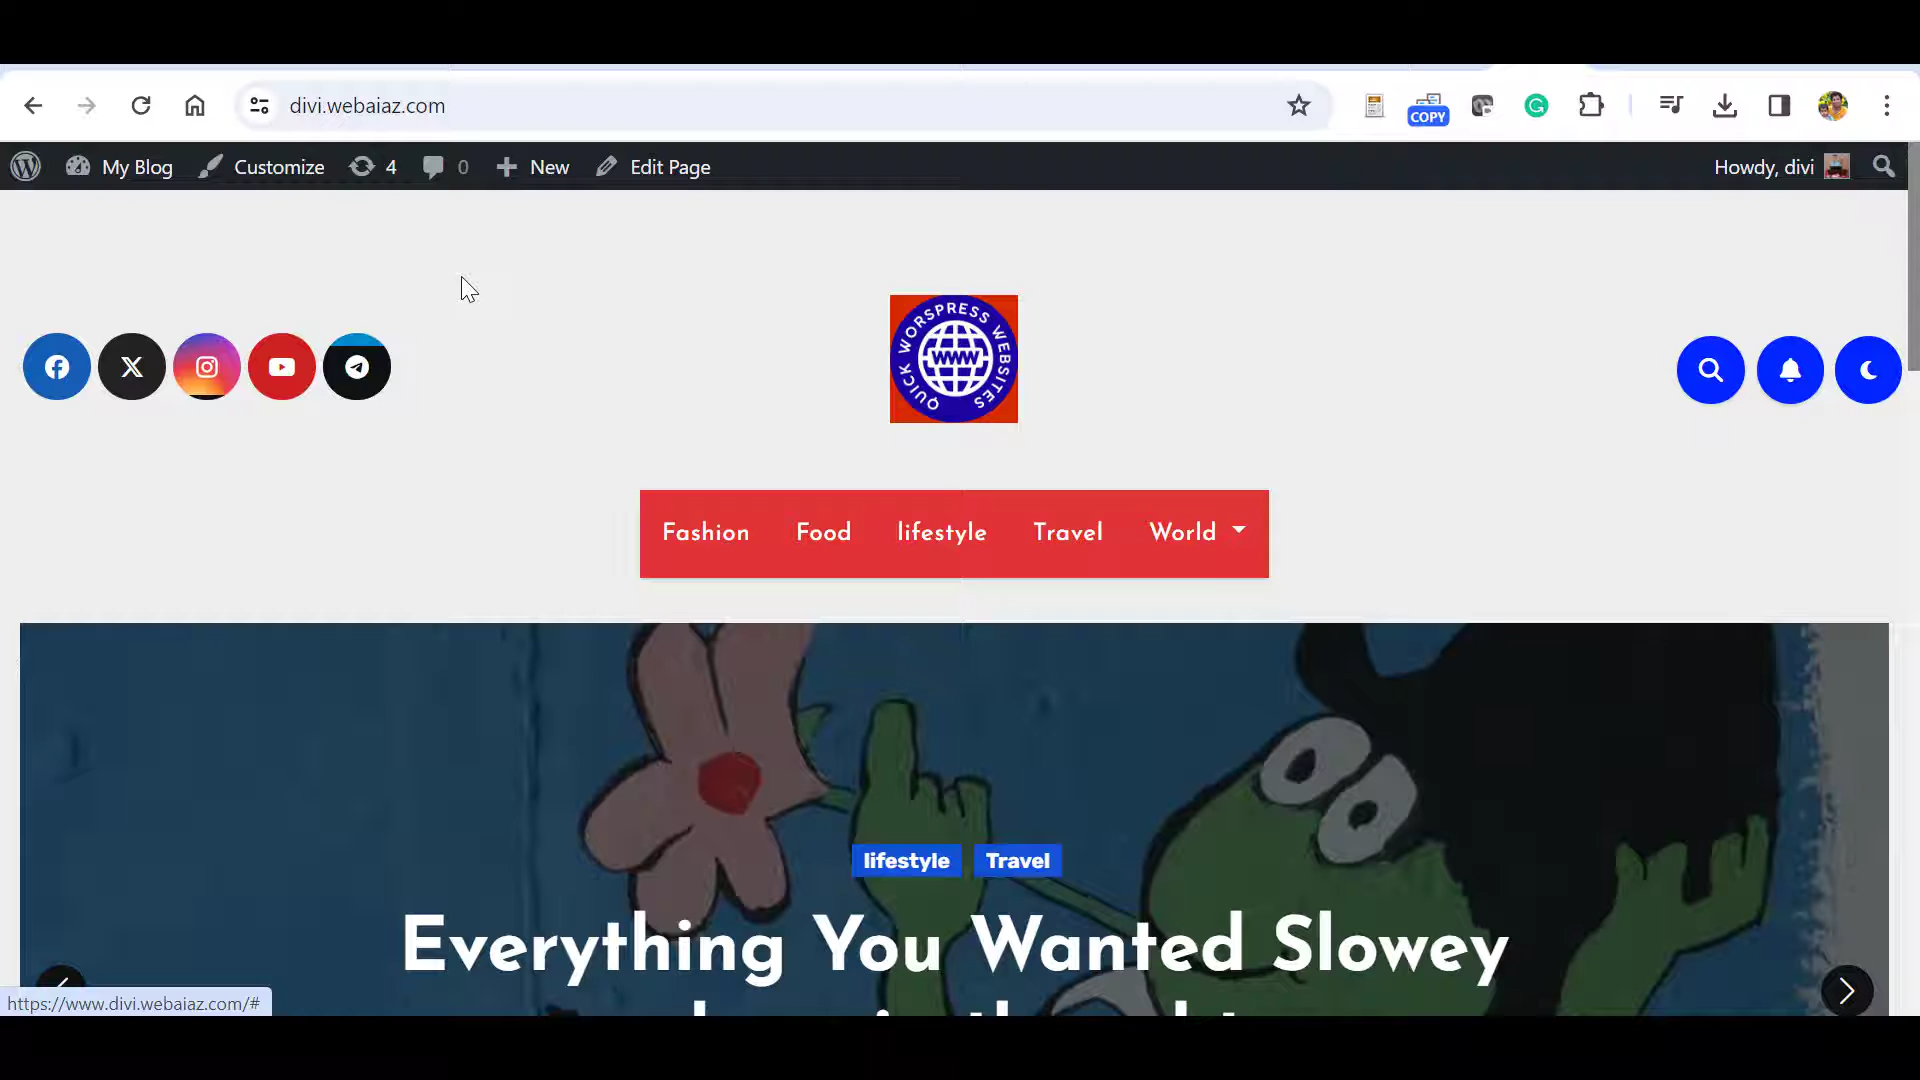 divi.webaiaz.com
COPY
My Blog
Customize
4
0
New
Edit Page
Howdy, divi
QUICK WORSPRESS WEBSITES
WWW
Fashion
Food
lifestyle
Travel
World
lifestyle
Travel
Everything You Wanted Slowey
https://www.divi.webaiaz.com/#